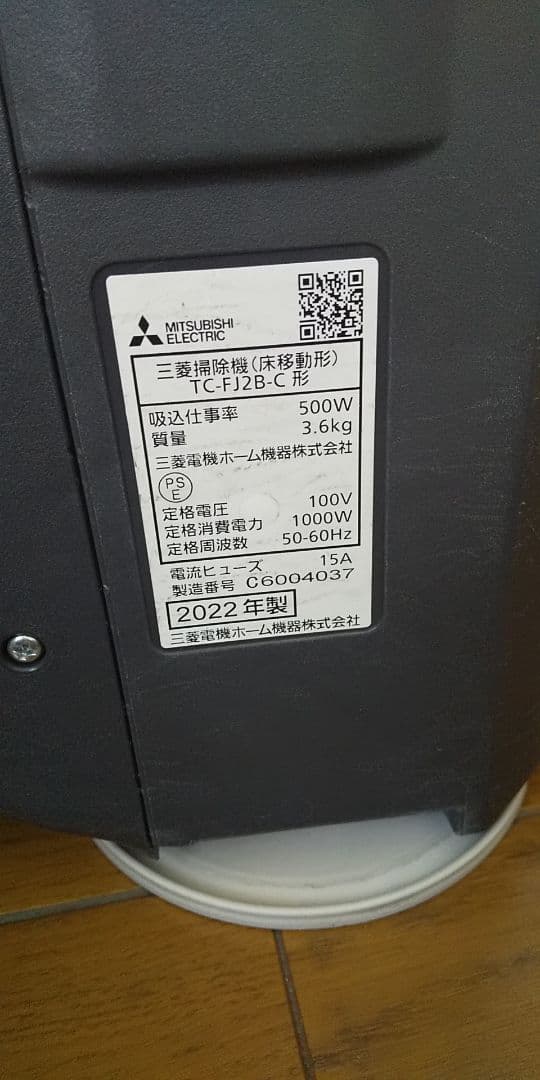 MITSUBISHI
ELECTRIC
三菱掃除機(床移動形)
TC-FJ2B-C 形
吸込仕事率 500W
質量 3.6kg
三菱電機ホーム機器株式会社
PS
E
定格電圧 100V
定格消費電力 1000W
定格周波数 50-60Hz
電流ヒューズ 15A
製造番号 C6004037
2022 年製
三菱電機ホーム機器株式会社